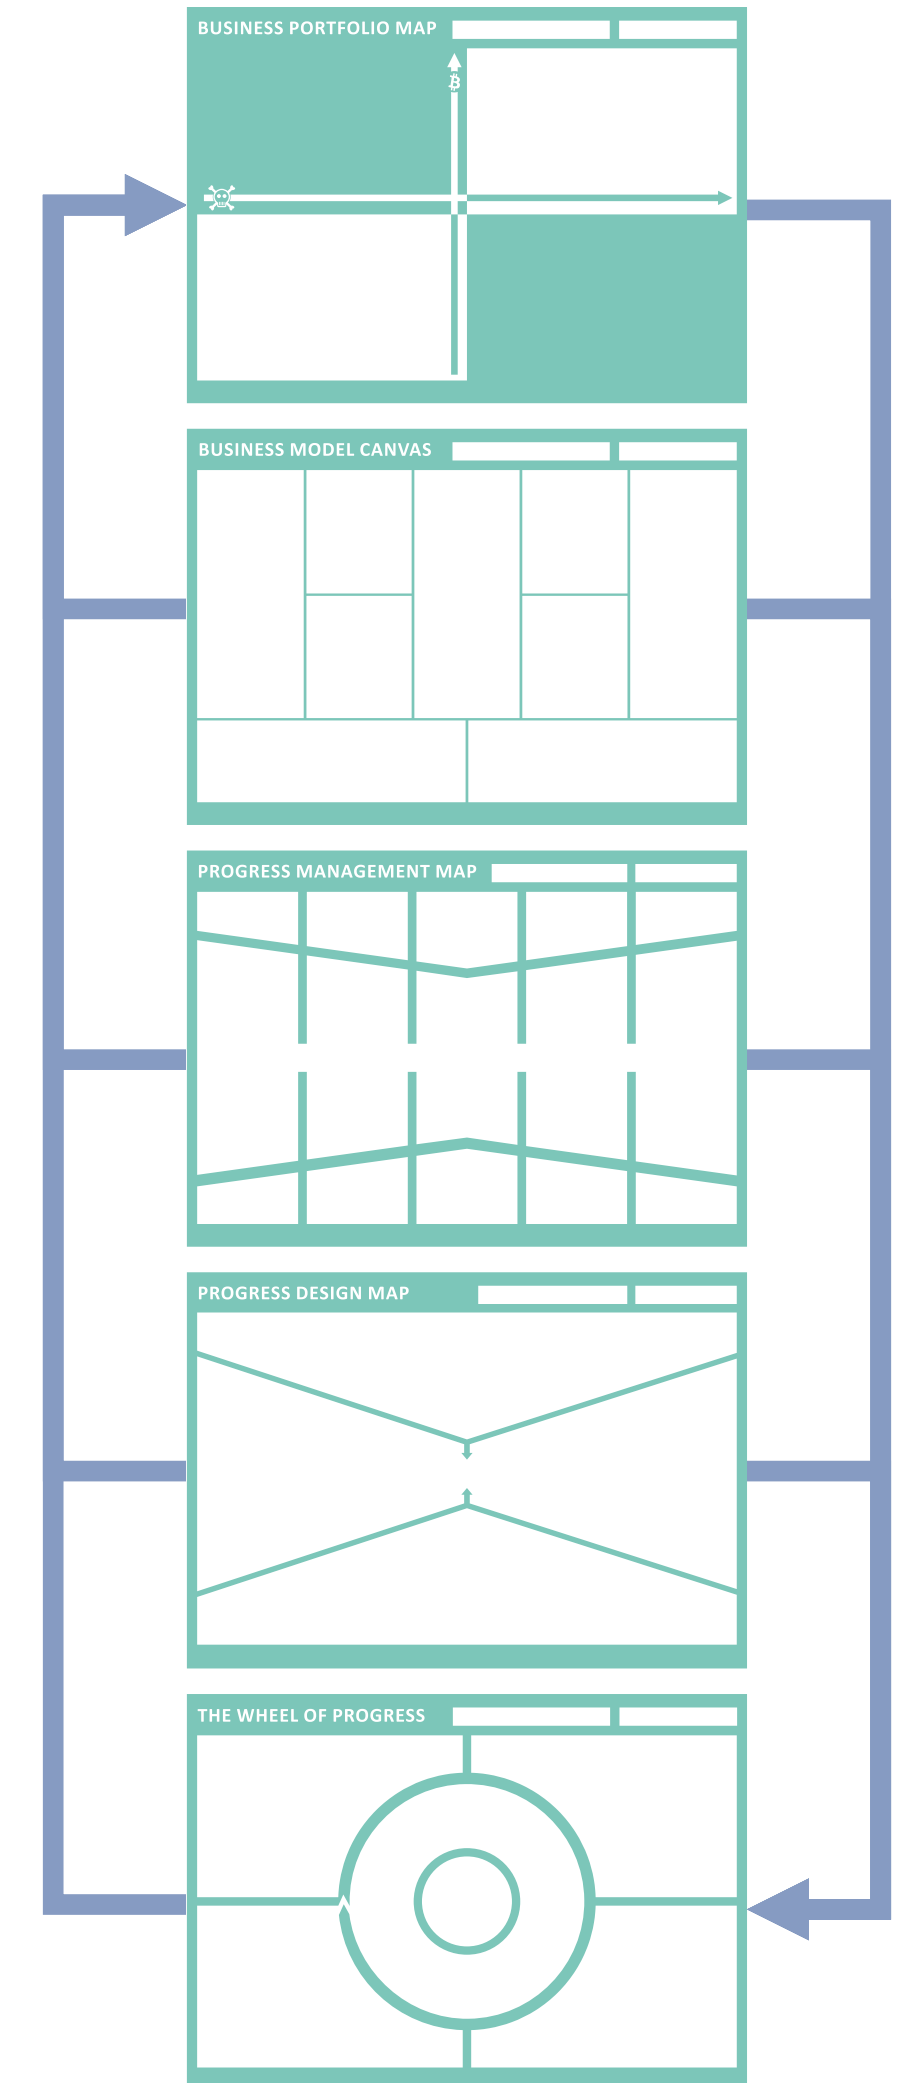 BUSINESS PORTFOLIO MAP
BUSINESS MODEL CANVAS
PROGRESS MANAGEMENT MAP
PROGRESS DESIGN MAP
THE WHEEL OF PROGRESS